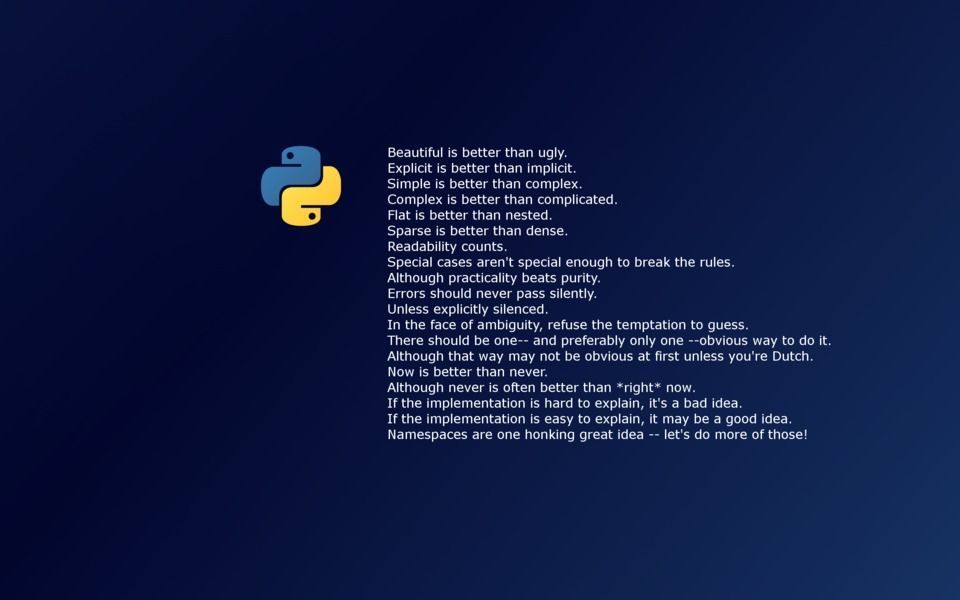 Beautiful is better than ugly.
Explicit is better than implicit.
Simple is better than complex.
Complex is better than complicated.
Flat is better than nested.
Sparse is better than dense.
Readability counts.
Special cases aren't special enough to break the rules.
Although practicality beats purity.
Errors should never pass silently.
Unless explicitly silenced.
In the face of ambiguity, refuse the temptation to guess.
There should be one-- and preferably only one --obvious way to do it.
Although that way may not be obvious at first unless you're Dutch.
Now is better than never.
Although never is often better than *right* now.
If the implementation is hard to explain, it's a bad idea.
If the implementation is easy to explain, it may be a good idea.
Namespaces are one honking great idea -- let's do more of those!